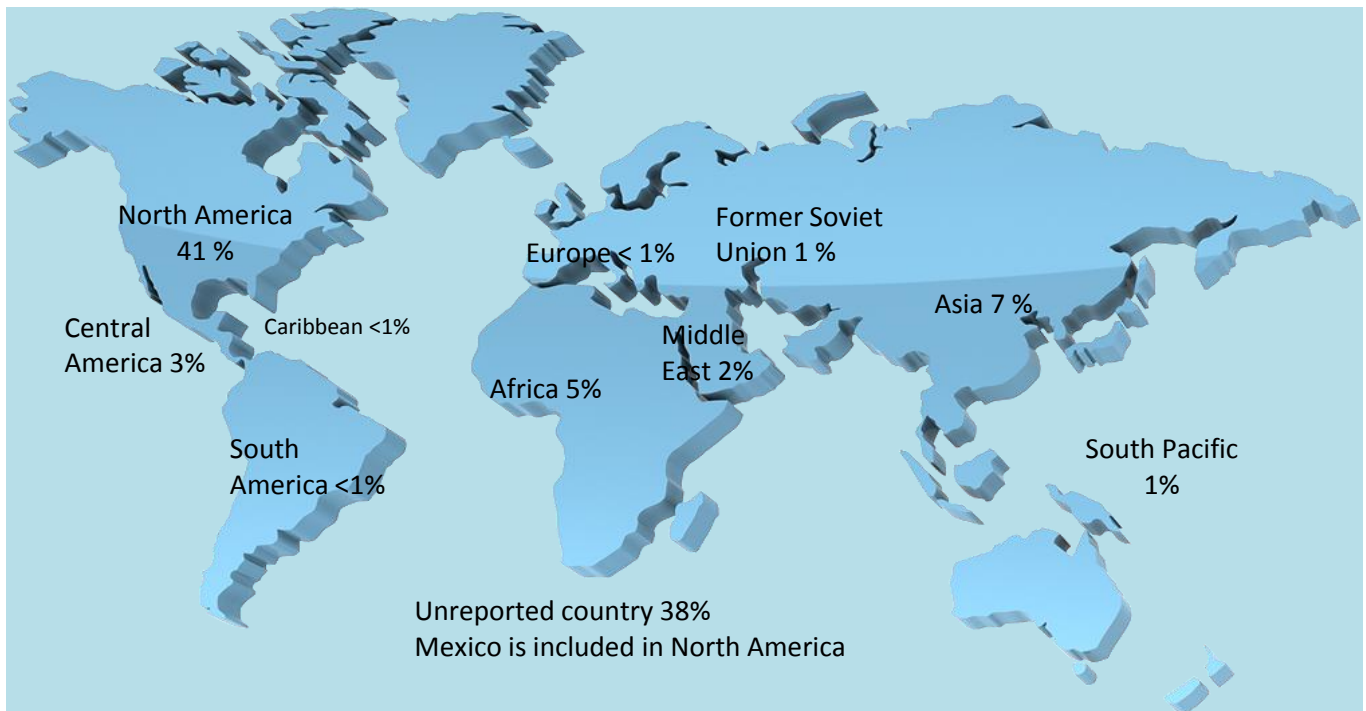 North America
41 %
Former Soviet
Union 1 %
Europe < 1%
Asia 7 %
Central
America 3%
Caribbean <1%
Middle
East 2%
Africa 5%
South
America <1%
South Pacific
1%
Unreported country 38%
Mexico is included in North America